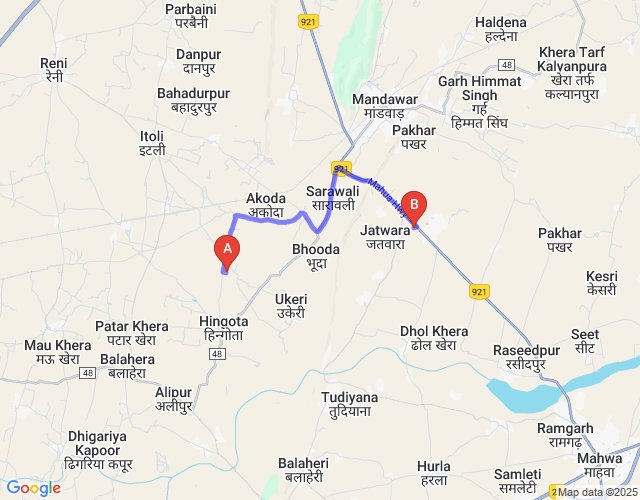 Parbaini
परबैनी
921
Haldena
हल्देना
Reni
रेनी
Danpur
दानपुर
Khera Tarf
Kalyanpura
खेरा तर्फ
कल्यानपुरा
48
Bahadurpur
बहादुरपुर
Garh Himmat
Singh
गर्ह
हिम्मत सिंघ
Mandawar
मांडवाड़
Pakhar
पखर
Itoli
इटली
921
Mahua Hwy
Akoda
अकोदा
Sarawali
सारावली
B
Jatwara
जतवारा
Pakhar
पखर
A
Bhooda
भूदा
Kesri
केसरी
Ukeri
उकेरी
921
Patar Khera
पटार खेरा
Hingota
हिन्गोता
Dhol Khera
ढोल खेरा
Seet
सीट
Mau Khera
मऊ खेरा
48
Raseedpur
रसीदपुर
Balahera
बलाहेरा
48
Alipur
अलीपुर
Tudiyana
तुदियाना
Ramgarh
रामगढ़
Dhigariya
Kapoor
ढिगरिया कपूर
Mahwa
माहवा
Balaheri
बलाहेरी
Hurla
हरला
Samleti
समलेटी
2
Google
Map data ©2025